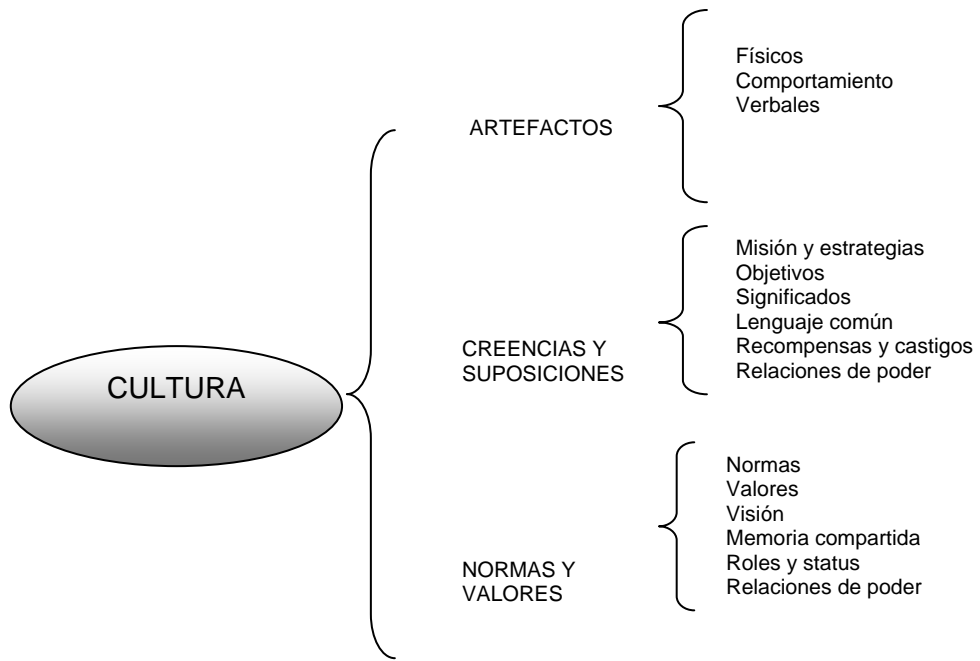 CULTURA
ARTEFACTOS
Físicos
Comportamiento
Verbales
CREENCIAS Y
SUPOSICIONES
Misión y estrategias
Objetivos
Significados
Lenguaje común
Recompensas y castigos
Relaciones de poder
NORMAS Y
VALORES
Normas
Valores
Visión
Memoria compartida
Roles y status
Relaciones de poder